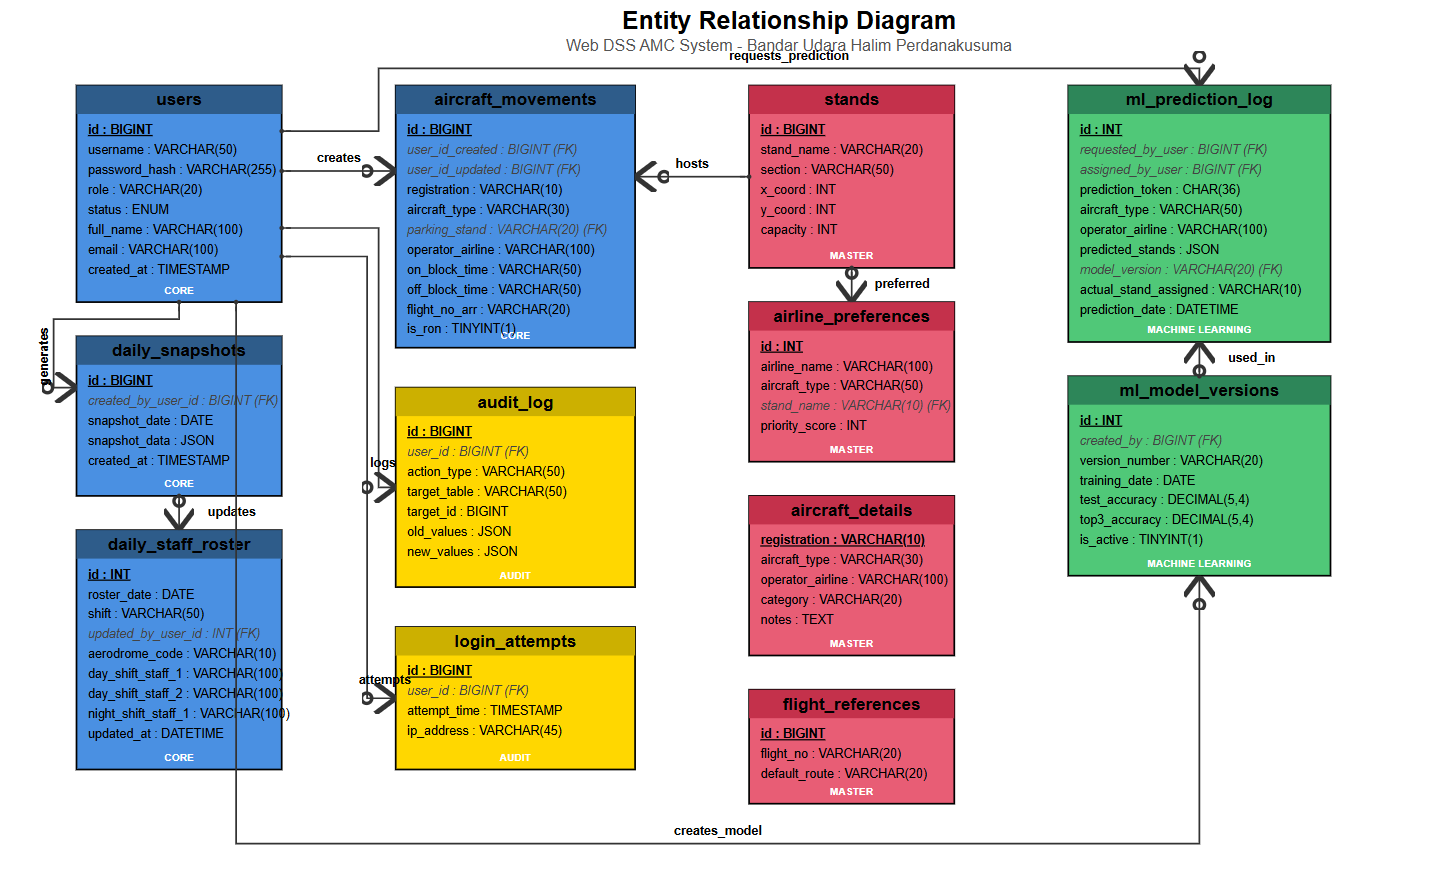 Entity Relationship Diagram
Web DSS AMC System - Bandar Udara Halim Perdanakusuma
requests_prediction
users
id : BIGINT
username : VARCHAR(50)
password_hash : VARCHAR(255)
role : VARCHAR(20)
status : ENUM
full_name : VARCHAR(100)
email : VARCHAR(100)
created_at : TIMESTAMP
CORE
creates
aircraft_movements
id : BIGINT
user_id_created : BIGINT (FK)
user_id_updated : BIGINT (FK)
registration : VARCHAR(10)
aircraft_type : VARCHAR(30)
parking_stand : VARCHAR(20) (FK)
operator_airline : VARCHAR(100)
on_block_time : VARCHAR(50)
off_block_time : VARCHAR(50)
flight_no_arr : VARCHAR(20)
is_ron : TINYINT(1)
CORE
hosts
stands
id : BIGINT
stand_name : VARCHAR(20)
section : VARCHAR(50)
x_coord : INT
y_coord : INT
capacity : INT
MASTER
preferred
ml_prediction_log
id : INT
requested_by_user : BIGINT (FK)
assigned_by_user : BIGINT (FK)
prediction_token : CHAR(36)
aircraft_type : VARCHAR(50)
operator_airline : VARCHAR(100)
predicted_stands : JSON
model_version : VARCHAR(20) (FK)
actual_stand_assigned : VARCHAR(10)
prediction_date : DATETIME
MACHINE LEARNING
used_in
generates
daily_snapshots
id : BIGINT
created_by_user_id : BIGINT (FK)
snapshot_date : DATE
snapshot_data : JSON
created_at : TIMESTAMP
CORE
updates
daily_staff_roster
id : INT
roster_date : DATE
shift : VARCHAR(50)
updated_by_user_id : INT (FK)
aerodrome_code : VARCHAR(10)
day_shift_staff_1 : VARCHAR(100)
day_shift_staff_2 : VARCHAR(100)
night_shift_staff_1 : VARCHAR(100)
updated_at : DATETIME
CORE
logs
audit_log
id : BIGINT
user_id : BIGINT (FK)
action_type : VARCHAR(50)
target_table : VARCHAR(50)
target_id : BIGINT
old_values : JSON
new_values : JSON
AUDIT
attempts
login_attempts
id : BIGINT
user_id : BIGINT (FK)
attempt_time : TIMESTAMP
ip_address : VARCHAR(45)
AUDIT
airline_preferences
id : INT
airline_name : VARCHAR(100)
aircraft_type : VARCHAR(50)
stand_name : VARCHAR(10) (FK)
priority_score : INT
MASTER
aircraft_details
registration : VARCHAR(10)
aircraft_type : VARCHAR(30)
operator_airline : VARCHAR(100)
category : VARCHAR(20)
notes : TEXT
MASTER
flight_references
id : BIGINT
flight_no : VARCHAR(20)
default_route : VARCHAR(20)
MASTER
ml_model_versions
id : INT
created_by : BIGINT (FK)
version_number : VARCHAR(20)
training_date : DATE
test_accuracy : DECIMAL(5,4)
top3_accuracy : DECIMAL(5,4)
is_active : TINYINT(1)
MACHINE LEARNING
creates_model